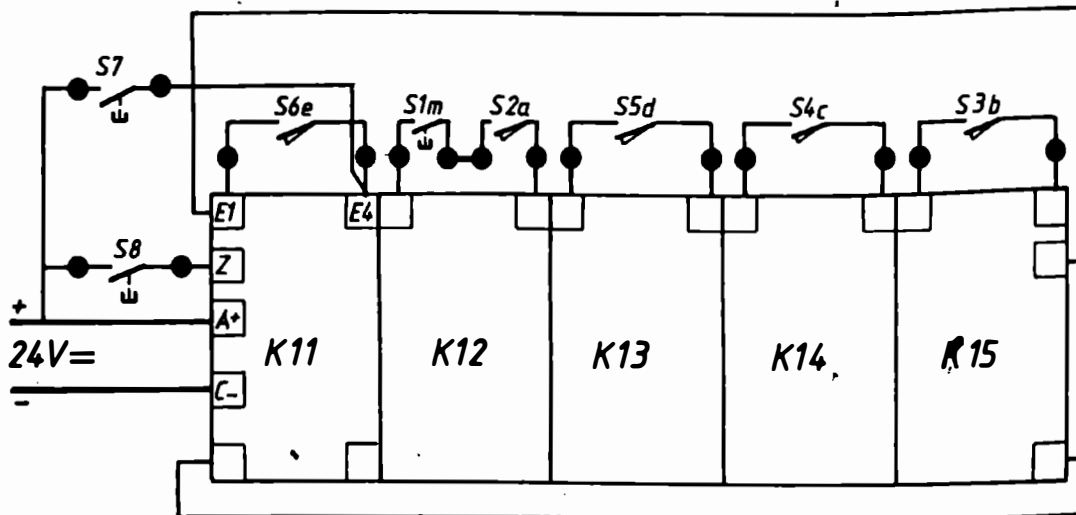 S7
S6e S1m S2a S5d S4c S3b
E1 E4
S8 Z
+ A+
24V= K11 K12 K13 K14 K15
- C-